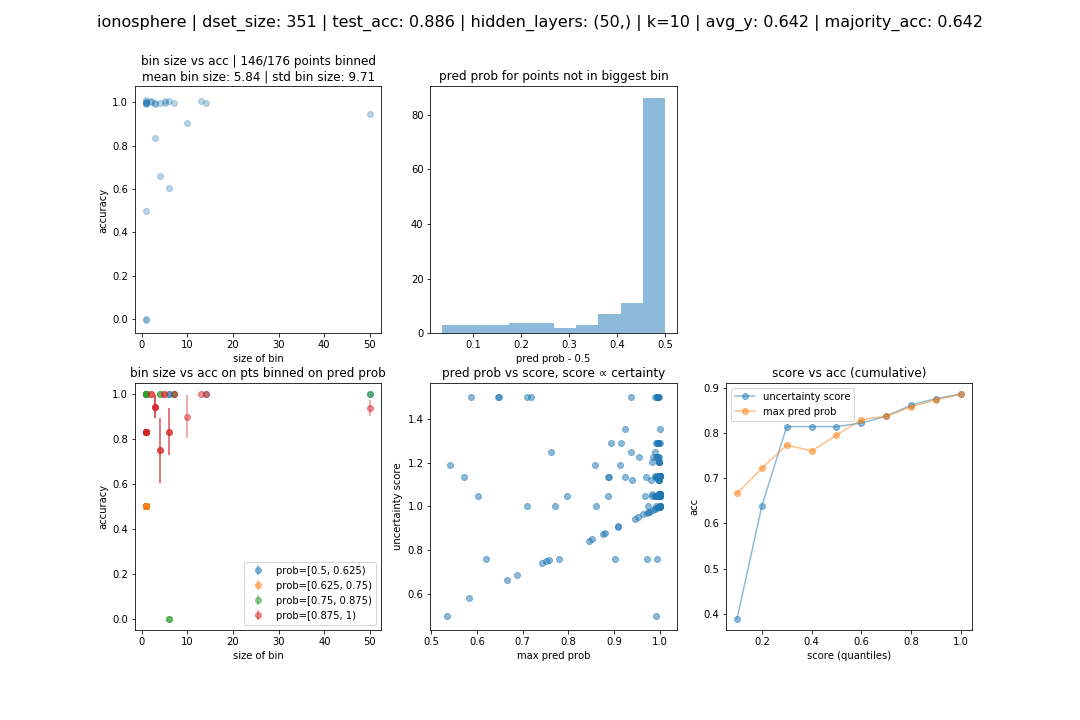 ionosphere | dset_size: 351 | test_acc: 0.886 | hidden_layers: (50,) | k=10 | avg_y: 0.642 | majority_acc: 0.642
bin size vs acc | 146/176 points binned
mean bin size: 5.84 | std bin size: 9.71
1.0
0.8
0.6
0.4
0.2
0.0
accuracy
0 10 20 30 40 50
size of bin
pred prob for points not in biggest bin
80
60
40
20
0
0.1 0.2 0.3 0.4 0.5
pred prob - 0.5
bin size vs acc on pts binned on pred prob
1.0
0.8
0.6
0.4
0.2
0.0
accuracy
prob=[0.5, 0.625)
prob=[0.625, 0.75)
prob=[0.75, 0.875)
prob=[0.875, 1)
0 10 20 30 40 50
size of bin
pred prob vs score, score ∝ certainty
1.4
1.2
1.0
0.8
0.6
uncertainty score
0.5 0.6 0.7 0.8 0.9 1.0
max pred prob
score vs acc (cumulative)
uncertainty score
max pred prob
0.9
0.8
0.7
0.6
0.5
0.4
acc
0.2 0.4 0.6 0.8 1.0
score (quantiles)